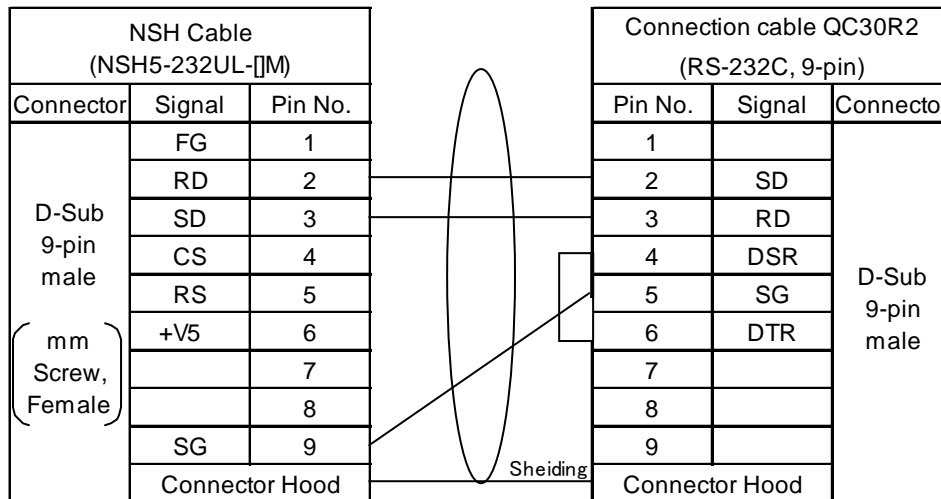 NSH Cable
(NSH5-232UL-[]M)
Connector Signal Pin No.
D-Sub
9-pin
male
mm
Screw,
Female
FG 1
RD 2
SD 3
CS 4
RS 5
+V5 6
7
8
SG 9
Connector Hood
Sheiding
Connection cable QC30R2
(RS-232C, 9-pin)
Pin No. Signal Connecto
1
2 SD
3 RD
4 DSR
5 SG
6 DTR
7
8
9
Connector Hood
D-Sub
9-pin
male